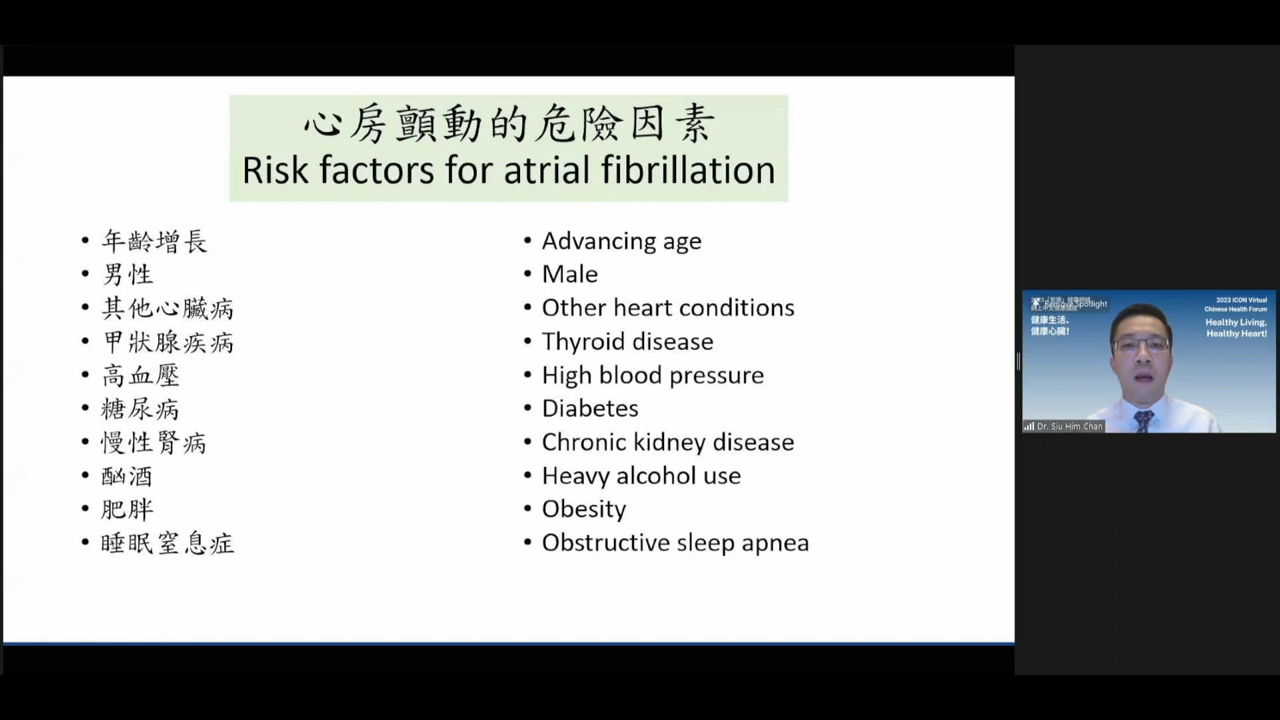 心房顫動的危險因素
Risk factors for atrial fibrillation
• 年齡增長
• 男性
• 其他心臟病
• 甲狀腺疾病
• 高血壓
• 糖尿病
• 慢性腎病
• 酗酒
• 肥胖
• 睡眠窒息症
• Advancing age
• Male
• Other heart conditions
• Thyroid disease
• High blood pressure
• Diabetes
• Chronic kidney disease
• Heavy alcohol use
• Obesity
• Obstructive sleep apnea
Remove Spotlight
健康生活、
健康心臟!
2023 iCON Virtual
Chinese Health Forum
Healthy Living,
Healthy Heart!
Dr. Siu Him Chan